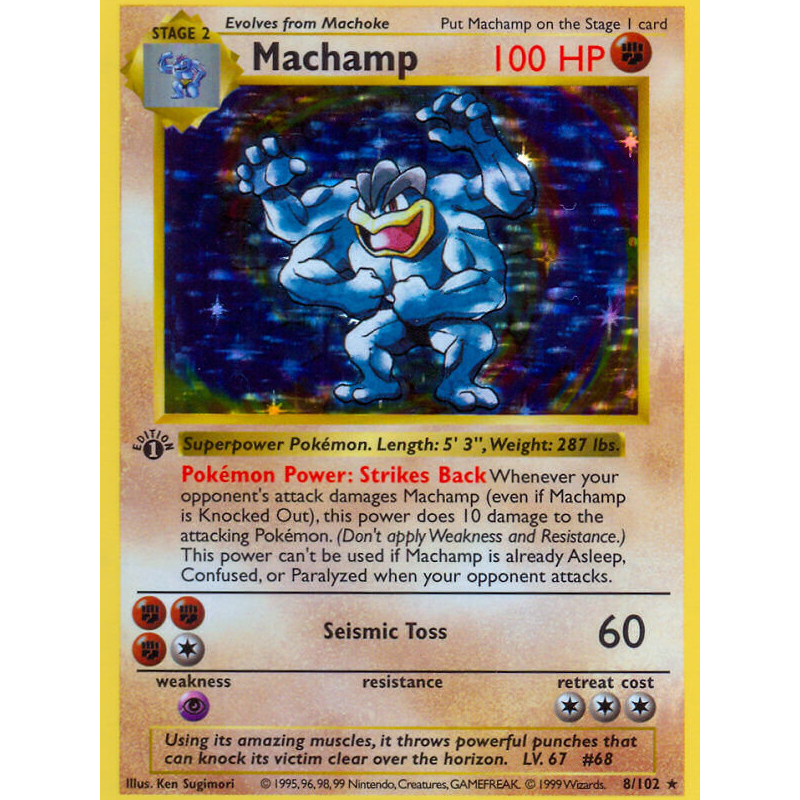 Evolves from Machoke
Put Machamp on the Stage 1 card
STAGE 2
Machamp
100 HP
EDITION
1
Superpower Pokémon. Length: 5' 3", Weight: 287 lbs.
Pokémon Power: Strikes Back Whenever your
opponent's attack damages Machamp (even if Machamp
is Knocked Out), this power does 10 damage to the
attacking Pokémon. (Don't apply Weakness and Resistance.)
This power can't be used if Machamp is already Asleep,
Confused, or Paralyzed when your opponent attacks.
Seismic Toss
60
weakness
resistance
retreat cost
Using its amazing muscles, it throws powerful punches that
can knock its victim clear over the horizon. LV. 67 #68
Illus. Ken Sugimori
© 1995, 96, 98, 99 Nintendo, Creatures, GAMEFREAK. © 1999 Wizards.
8/102 ★